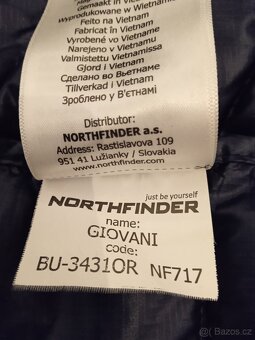 Gemaakt in Vietnam
Wyprodukowane w Wietnamie
Feito na Vietnam
Fabricat în Vietnam
Vyrobené vo Vietname
Narejeno v Vietnamu
Valmistettu Vietnamissa
Gjord i Vietnam
Сделано во Вьетнам
Tillverkad i Vietnam
Зроблено у В'єтнамі
Distributor:
NORTHFINDER a.s.
Address: Rastislavova 109
951 41 Lužianky / Slovakia
www.northfinder.com
just be yourself
NORTHFINDER
name:
GIOVANI
code:
BU-3431OR NF717
Bazoš.cz